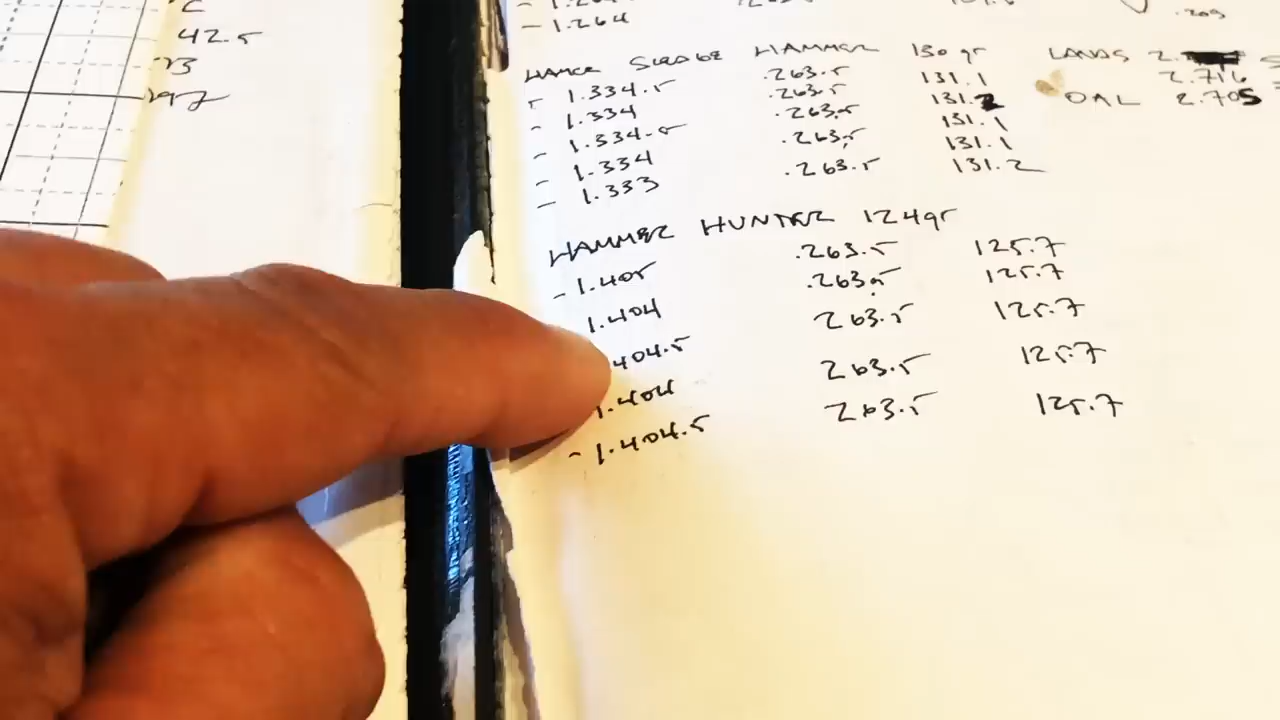 42.5
- 1.264
.209
HAMMER SLEDGE HAMMER 130 gr LANDS 2.
- 1.334.5 .263.5 131.1 2.716
- 1.334 .263.5 131.2 OAL 2.705
- 1.334.5 .263.5 131.1
- 1.334 .263.5 131.1
- 1.333 .263.5 131.2
HAMMER HUNTER 124gr
- 1.405 .263.5 125.7
1.404 .263.5 125.7
404.5 263.5 125.7
1.404 263.5 125.7
- 1.404.5 263.5 125.7